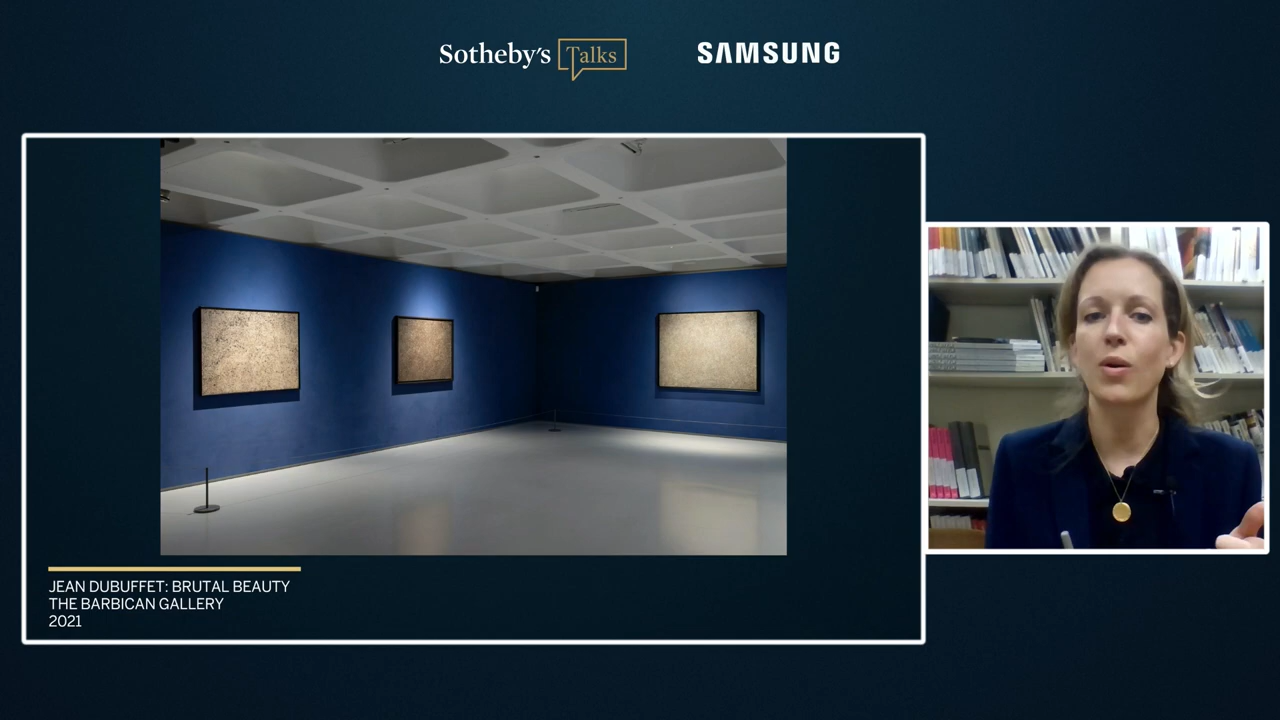 Sotheby's Talks
SAMSUNG
JEAN DUBUFFET: BRUTAL BEAUTY
THE BARBICAN GALLERY
2021